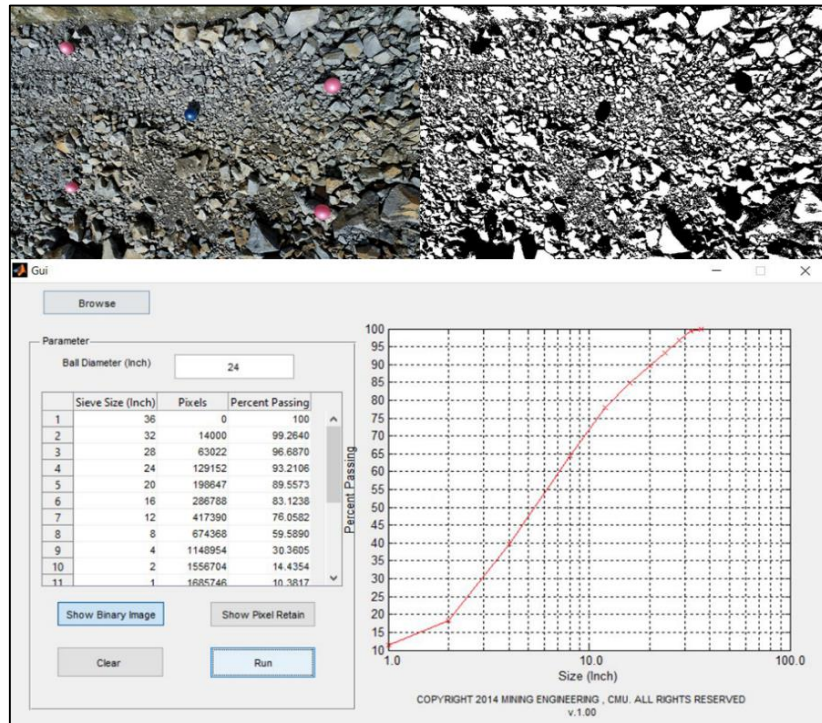 Gui
Browse
Parameter
Ball Diameter (Inch) 24
Sieve Size (Inch) Pixels Percent Passing
1 36 0 100
2 32 14000 99.2640
3 28 63022 96.6870
4 24 129152 93.2106
5 20 198647 89.5573
6 16 286788 83.1238
7 12 417390 76.0582
8 8 674368 59.5890
9 4 1148954 30.3605
10 2 1556704 14.4354
11 1 1685746 10.3817
Show Binary Image Show Pixel Retain
Clear Run
Percent Passing
100
95
90
85
80
75
70
65
60
55
50
45
40
35
30
25
20
15
10
1.0 10.0 100.0
Size (Inch)
COPYRIGHT 2014 MINING ENGINEERING , CMU. ALL RIGHTS RESERVED
v.1.00